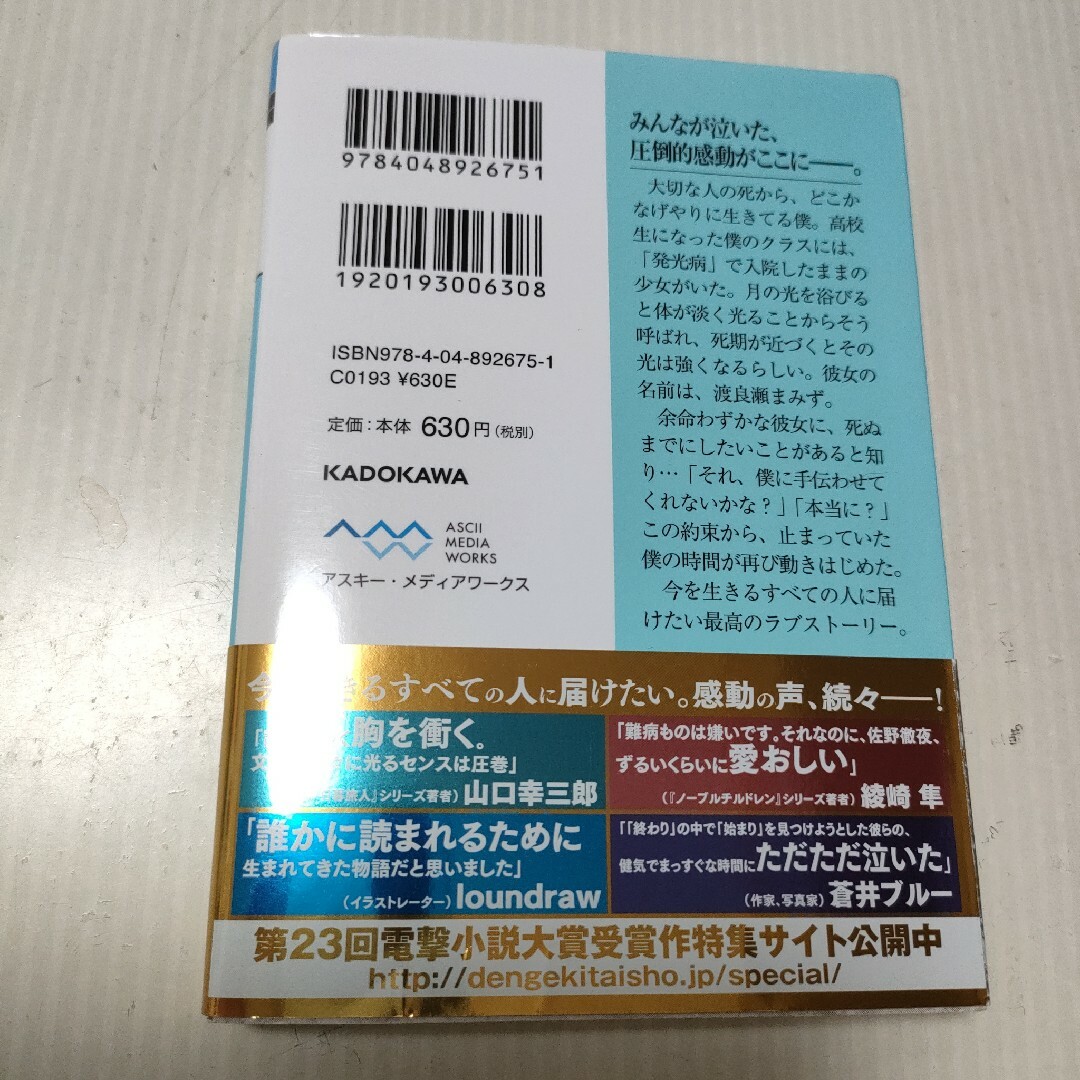 9784048926751
1920193006308
ISBN978-4-04-892675-1
C0193 ¥630E
定価:本体 630円(税別)
KADOKAWA
ASCII
MEDIA
WORKS
アスキー・メディアワークス
みんなが泣いた、
圧倒的感動がここに──。
大切な人の死から、どこか
なげやりに生きてる僕。高校
生になった僕のクラスには、
「発光病」で入院したままの
少女がいた。月の光を浴びる
と体が淡く光ることからそう
呼ばれ、死期が近づくとその
光は強くなるらしい。彼女の
名前は、渡良瀬まみず。
余命わずかな彼女に、死ぬ
までにしたいことがあると知
り…「それ、僕に手伝わせて
くれないかな?」「本当に?」
この約束から、止まっていた
僕の時間が再び動きはじめた。
今を生きるすべての人に届
けたい最高のラブストーリー。
今 きるすべての人に届けたい。感動の声、続々──!
胸を衝く。
に光るセンスは圧巻」
旅人』シリーズ著者) 山口幸三郎
「難病ものは嫌いです。それなのに、佐野徹夜、
ずるいくらいに愛おしい」
(『ノーブルチルドレン』シリーズ著者) 綾崎 隼
「誰かに読まれるために
生まれてきた物語だと思いました」
(イラストレーター) loundraw
「「終わり」の中で「始まり」を見つけようとした彼らの、
健気でまっすぐな時間にただただ泣いた」
(作家、写真家) 蒼井ブルー
第23回電撃小説大賞受賞作特集サイト公開中
http://dengekitaisho.jp/special/